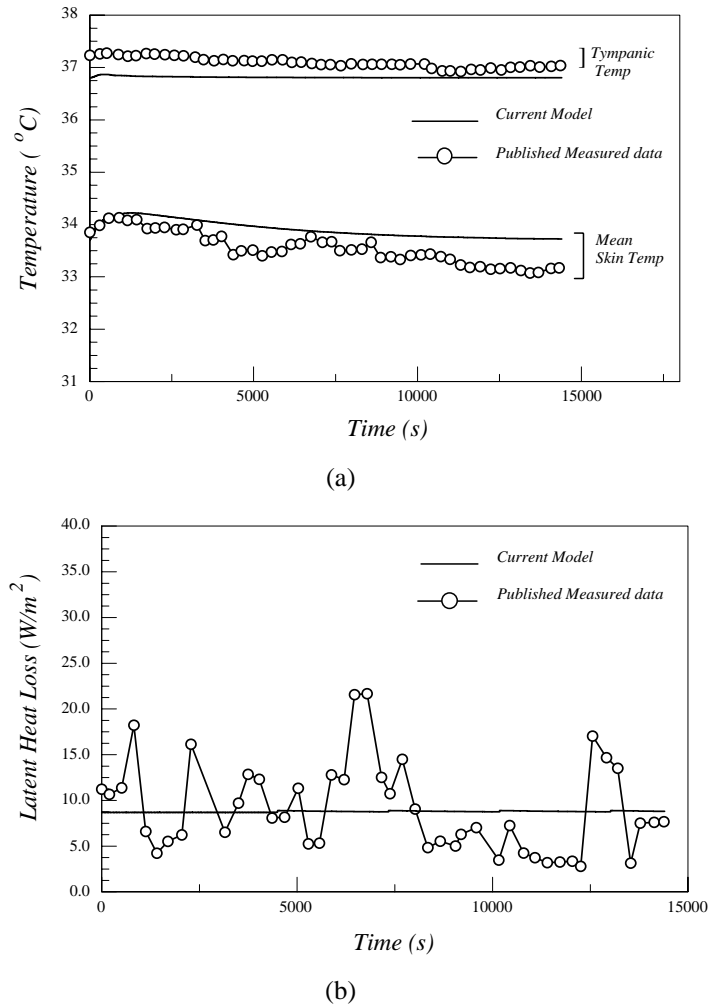 38
37
36
35
34
33
32
31
Temperature ( °C)
Tympanic
Temp
Current Model
Published Measured data
Mean
Skin Temp
0
5000
10000
15000
Time (s)
(a)
40.0
35.0
30.0
25.0
20.0
15.0
10.0
5.0
0.0
Latent Heat Loss (W/m²)
Current Model
Published Measured data
0
5000
10000
15000
Time (s)
(b)